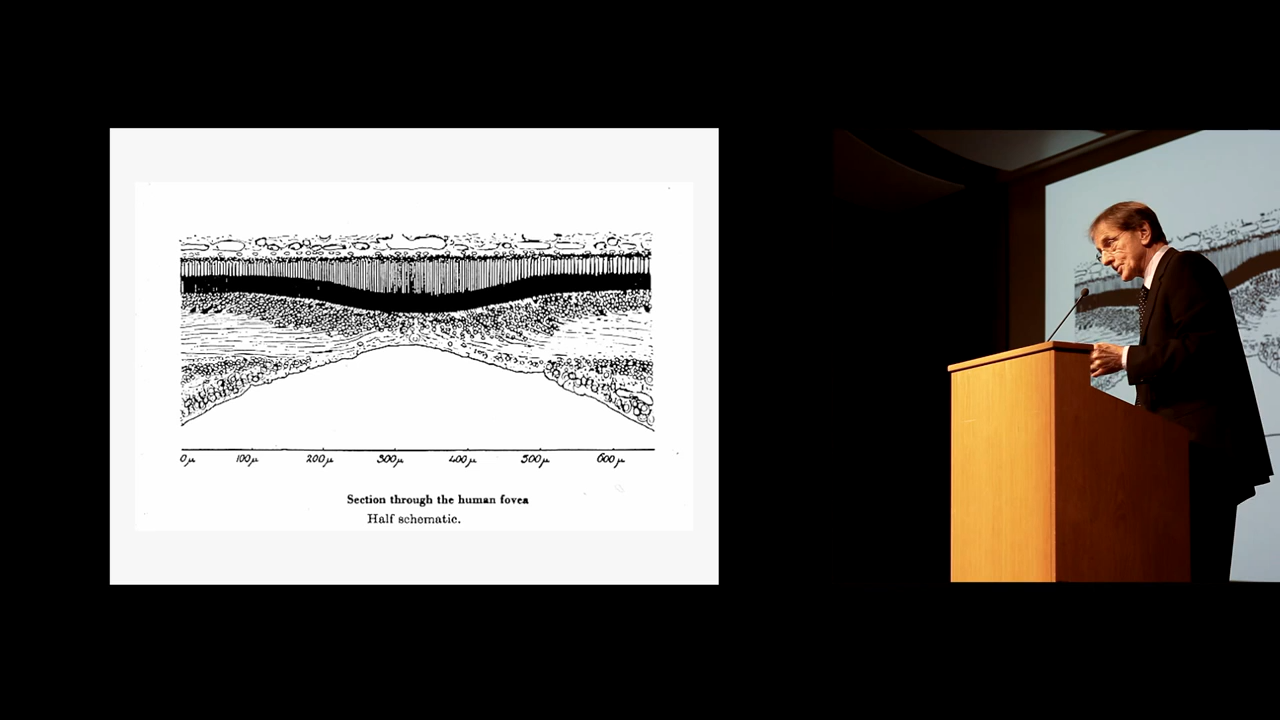 0μ 100μ 200μ 300μ 400μ 500μ 600μ
Section through the human fovea
Half schematic.